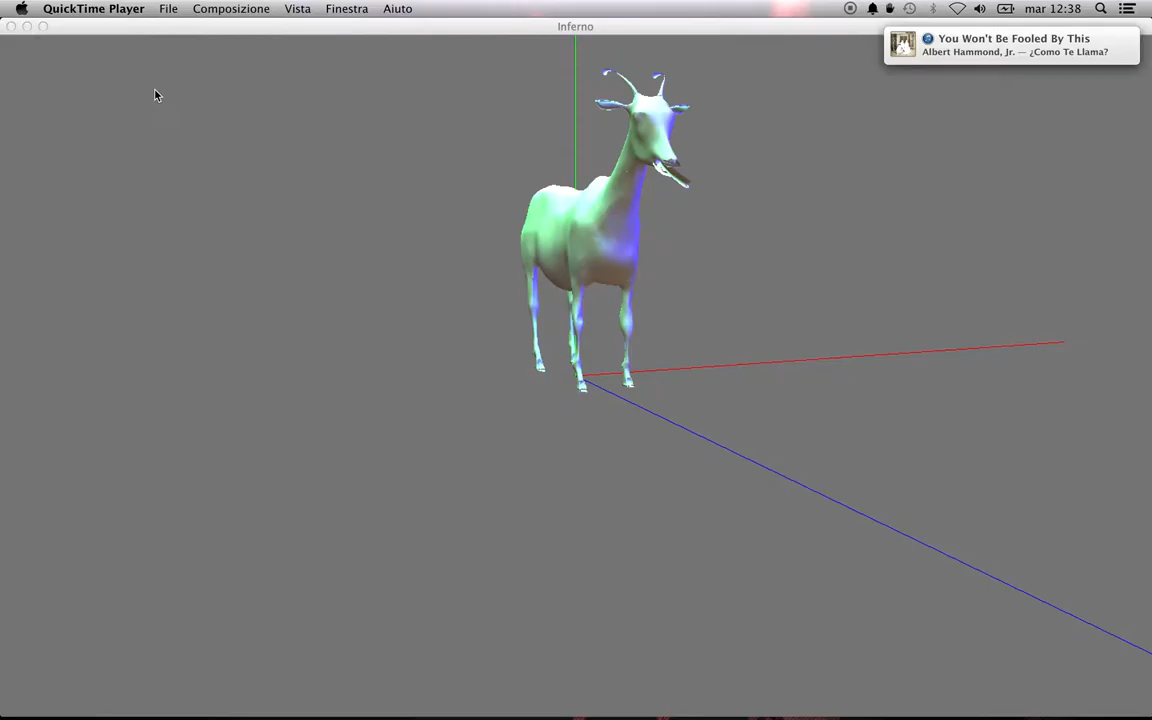 QuickTime Player File Composizione Vista Finestra Aiuto mar 12:38
Inferno
You Won't Be Fooled By This
Albert Hammond, Jr. — ¿Como Te Llama?